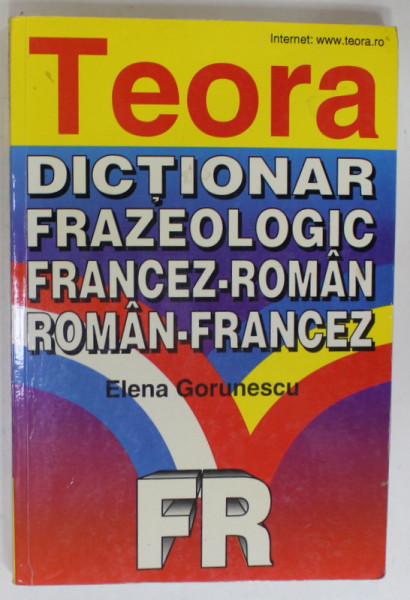 Internet: www.teora.ro
Teora
DICȚIONAR
FRAZEOLOGIC
FRANCEZ-ROMÂN
ROMÂN-FRANCEZ
Elena Gorunescu
FR